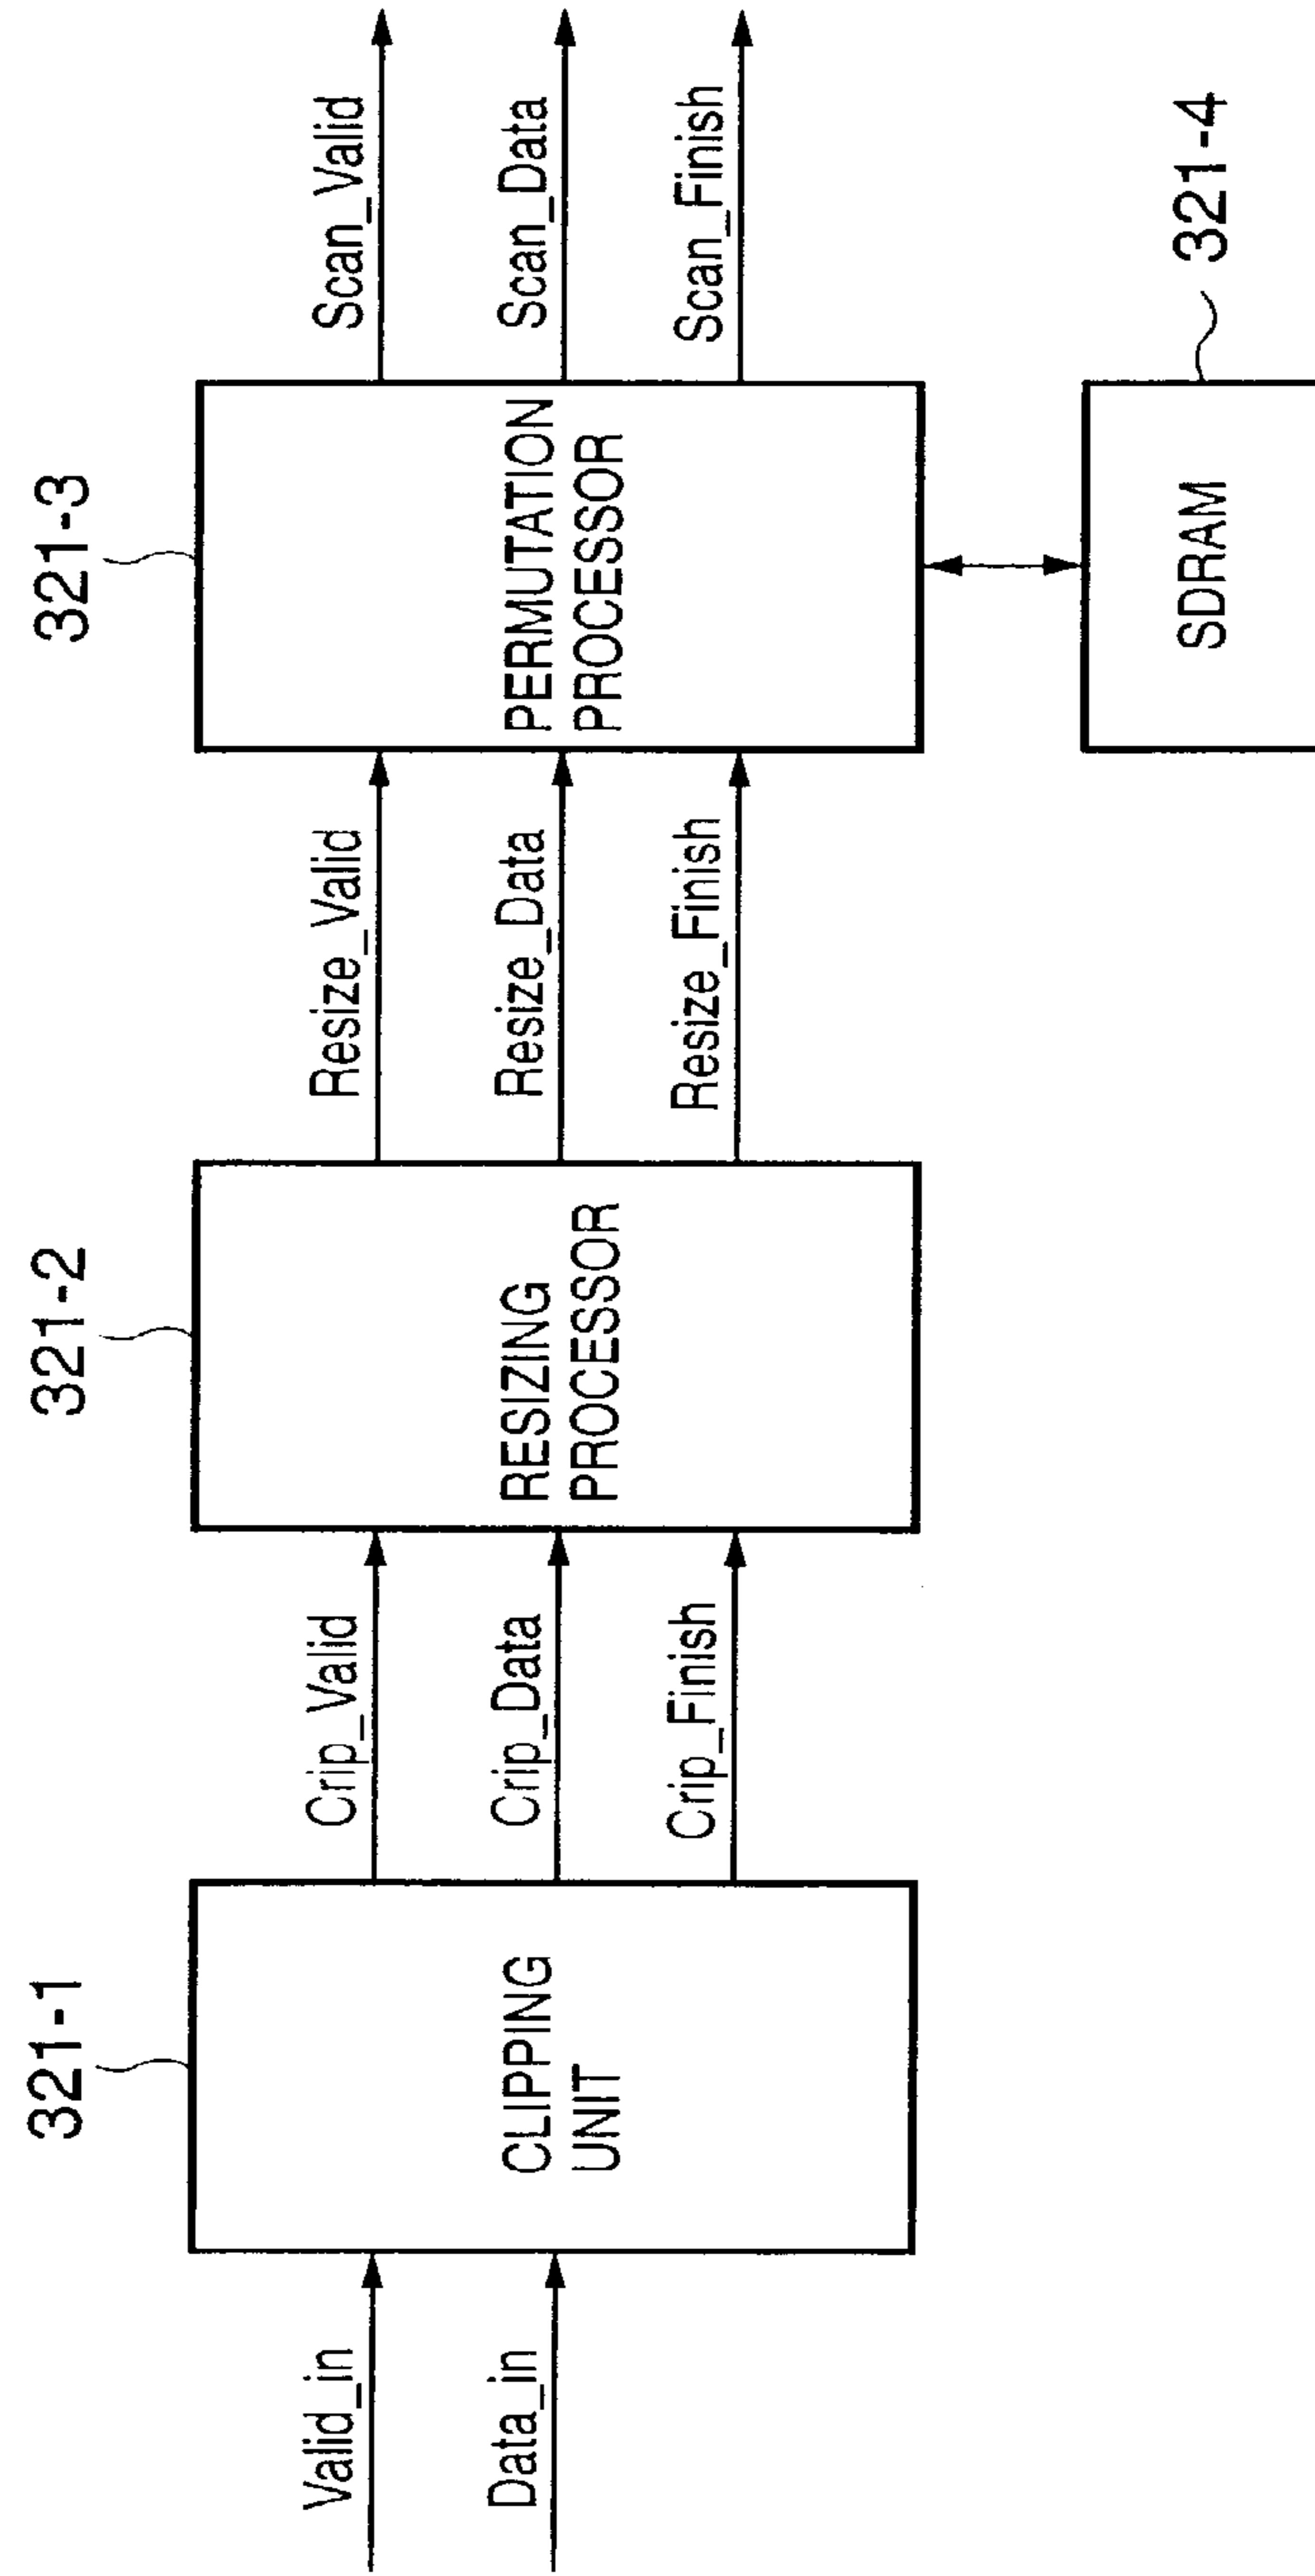 321-1
321-2
321-3
Valid_in
Crip_Valid
Resize_Valid
Scan_Valid
Data_in
CLIPPING
UNIT
Crip_Data
RESIZING
PROCESSOR
Resize_Data
PERMUTATION
PROCESSOR
Scan_Data
Crip_Finish
Resize_Finish
Scan_Finish
SDRAM
321-4